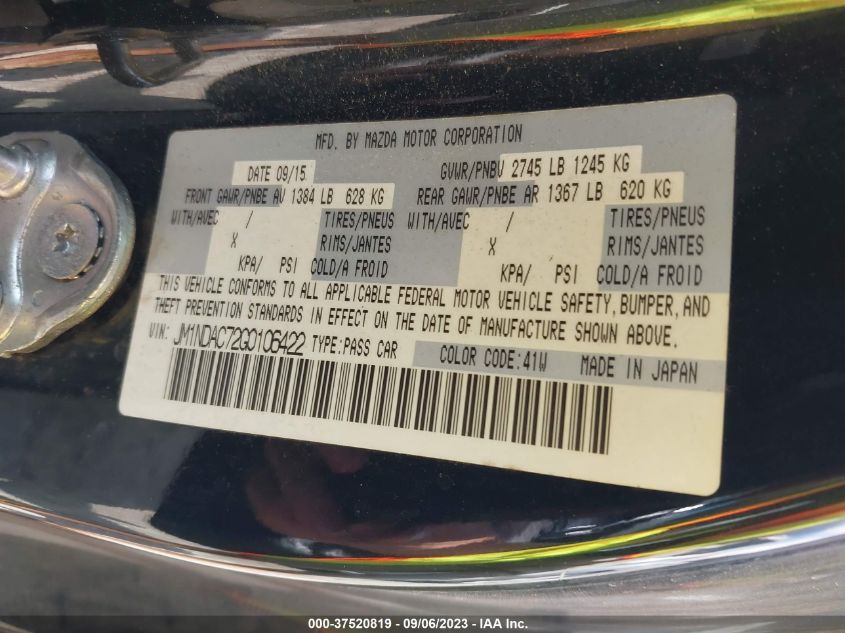 MFD. BY MAZDA MOTOR CORPORATION
DATE 09/15 GVWR/PNBV 2745 LB 1245 KG
FRONT GAWR/PNBE AV 1384 LB 628 KG REAR GAWR/PNBE AR 1367 LB 620 KG
WITH/AVEC / TIRES/PNEUS WITH/AVEC / TIRES/PNEUS
X RIMS/JANTES X RIMS/JANTES
KPA/ PSI COLD/A FROID KPA/ PSI COLD/A FROID
THIS VEHICLE CONFORMS TO ALL APPLICABLE FEDERAL MOTOR VEHICLE SAFETY, BUMPER, AND
THEFT PREVENTION STANDARDS IN EFFECT ON THE DATE OF MANUFACTURE SHOWN ABOVE.
VIN: JM1NDAC72G0106422 TYPE:PASS CAR COLOR CODE:41W MADE IN JAPAN
000-37520819 - 09/06/2023 - IAA Inc.